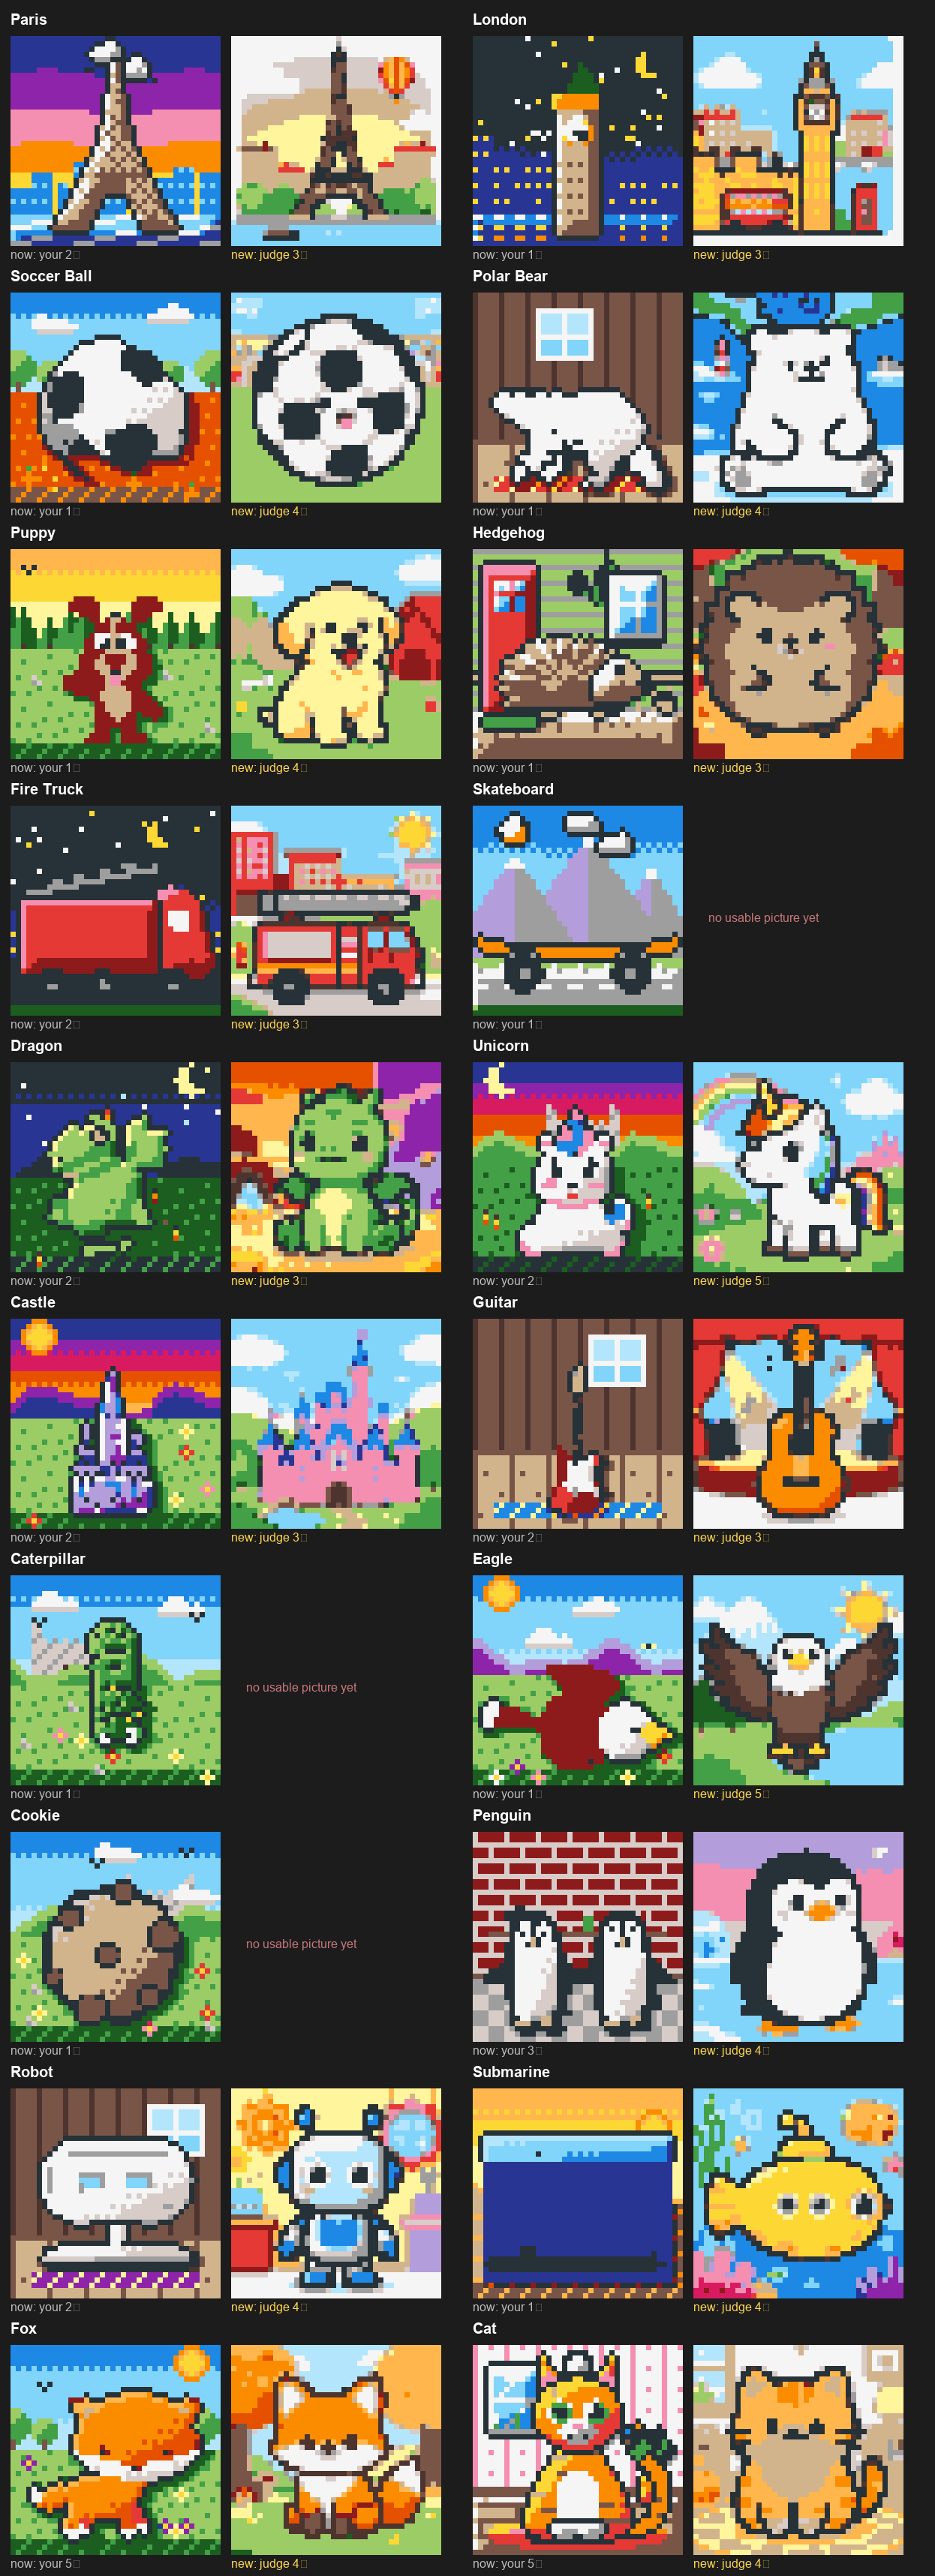 Paris
London
now: your 2
new: judge 3
now: your 1
new: judge 3
Soccer Ball
Polar Bear
now: your 1
new: judge 4
now: your 1
new: judge 4
Puppy
Hedgehog
now: your 1
new: judge 4
now: your 1
new: judge 3
Fire Truck
Skateboard
no usable picture yet
now: your 2
new: judge 3
now: your 1
Dragon
Unicorn
now: your 2
new: judge 3
now: your 2
new: judge 5
Castle
Guitar
now: your 2
new: judge 3
now: your 2
new: judge 3
Caterpillar
Eagle
no usable picture yet
now: your 1
now: your 1
new: judge 5
Cookie
Penguin
no usable picture yet
now: your 1
now: your 3
new: judge 4
Robot
Submarine
now: your 2
new: judge 4
now: your 1
new: judge 4
Fox
Cat
now: your 5
new: judge 4
now: your 5
new: judge 4